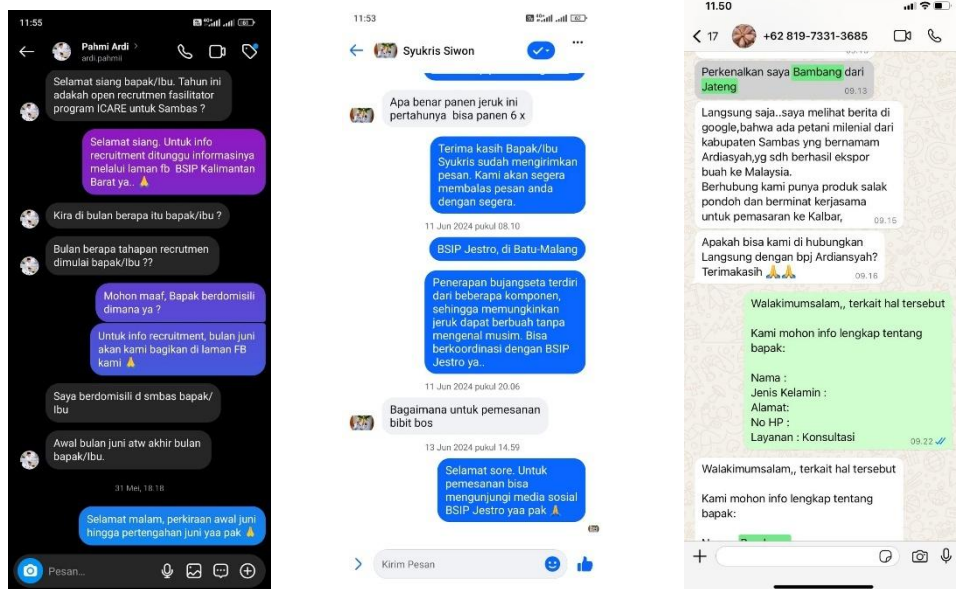 11:55
Pahmi Ardi
ardi.pahmii
Selamat siang bapak/Ibu. Tahun ini
adakah open recrutmen fasilitator
program ICARE untuk Sambas ?
Selamat siang. Untuk info
recruitment ditunggu informasinya
melalui laman fb BSIP Kalimantan
Barat ya.. 🙏
Kira di bulan berapa itu bapak/ibu ?
Bulan berapa tahapan recrutmen
dimulai bapak/Ibu ??
Mohon maaf, Bapak berdomisili
dimana ya ?
Untuk info recruitment, bulan juni
akan kami bagikan di laman FB
kami 🙏
Saya berdomisili d smbas bapak/
Ibu
Awal bulan juni atw akhir bulan
bapak/Ibu.
31 Mei, 18.18
Selamat malam, perkiraan awal juni
hingga pertengahan juni yaa pak 🙏
Pesan...
11:53
Syukris Siwon
Apa benar panen jeruk ini
pertahunya bisa panen 6 x
Terima kasih Bapak/Ibu
Syukris sudah mengirimkan
pesan. Kami akan segera
membalas pesan anda
dengan segera.
11 Jun 2024 pukul 08.10
BSIP Jestro, di Batu-Malang
Penerapan bujangseta terdiri
dari beberapa komponen,
sehingga memungkinkan
jeruk dapat berbuah tanpa
mengenal musim. Bisa
berkoordinasi dengan BSIP
Jestro ya..
11 Jun 2024 pukul 20.06
Bagaimana untuk pemesanan
bibit bos
13 Jun 2024 pukul 14.59
Selamat sore. Untuk
pemesanan bisa
mengunjungi media sosial
BSIP Jestro yaa pak 🙏
Kirim Pesan
11.50
17
+62 819-7331-3685
Perkenalkan saya Bambang dari
Jateng
09.13
Langsung saja..saya melihat berita di
google,bahwa ada petani milenial dari
kabupaten Sambas yng bernamam
Ardiasyah,yg sdh berhasil ekspor
buah ke Malaysia.
Berhubung kami punya produk salak
pondoh dan berminat kerjasama
untuk pemasaran ke Kalbar,
09.15
Apakah bisa kami di hubungkan
Langsung dengan bpj Ardiansyah?
Terimakasih 🙏🙏
09.16
Walakimumsalam,, terkait hal tersebut
Kami mohon info lengkap tentang
bapak:
Nama :
Jenis Kelamin :
Alamat:
No HP :
Layanan : Konsultasi
09.22
Walakimumsalam,, terkait hal tersebut
Kami mohon info lengkap tentang
bapak: